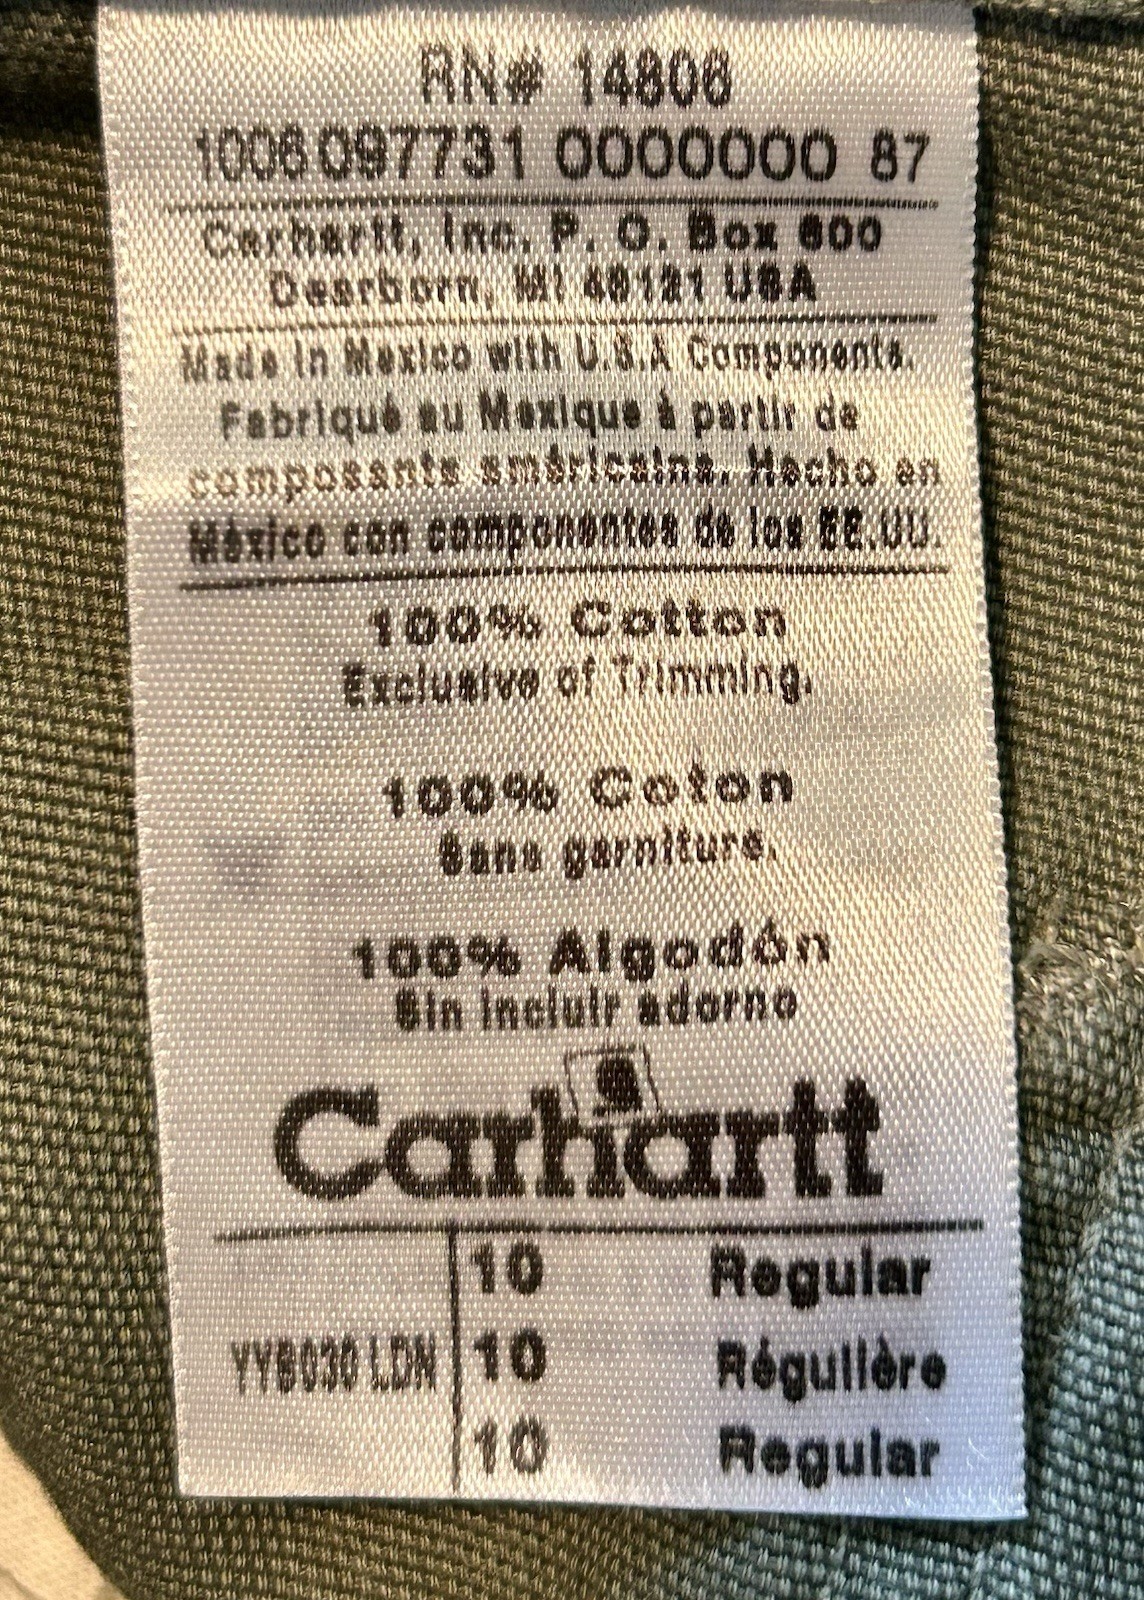 RN# 14806
1006097731 0000000 87
Carhartt, Inc. P. O. Box 600
Dearborn, MI 48121 USA
Made in Mexico with U.S.A Components.
Fabriqué au Mexique à partir de
composants américains. Hecho en
México con componentes de los EE.UU.
100% Cotton
Exclusive of Trimming.
100% Coton
Sans garniture.
100% Algodón
Sin incluir adorno
Carhartt
10 Regular
YYB030 LDN 10 Régulière
10 Regular